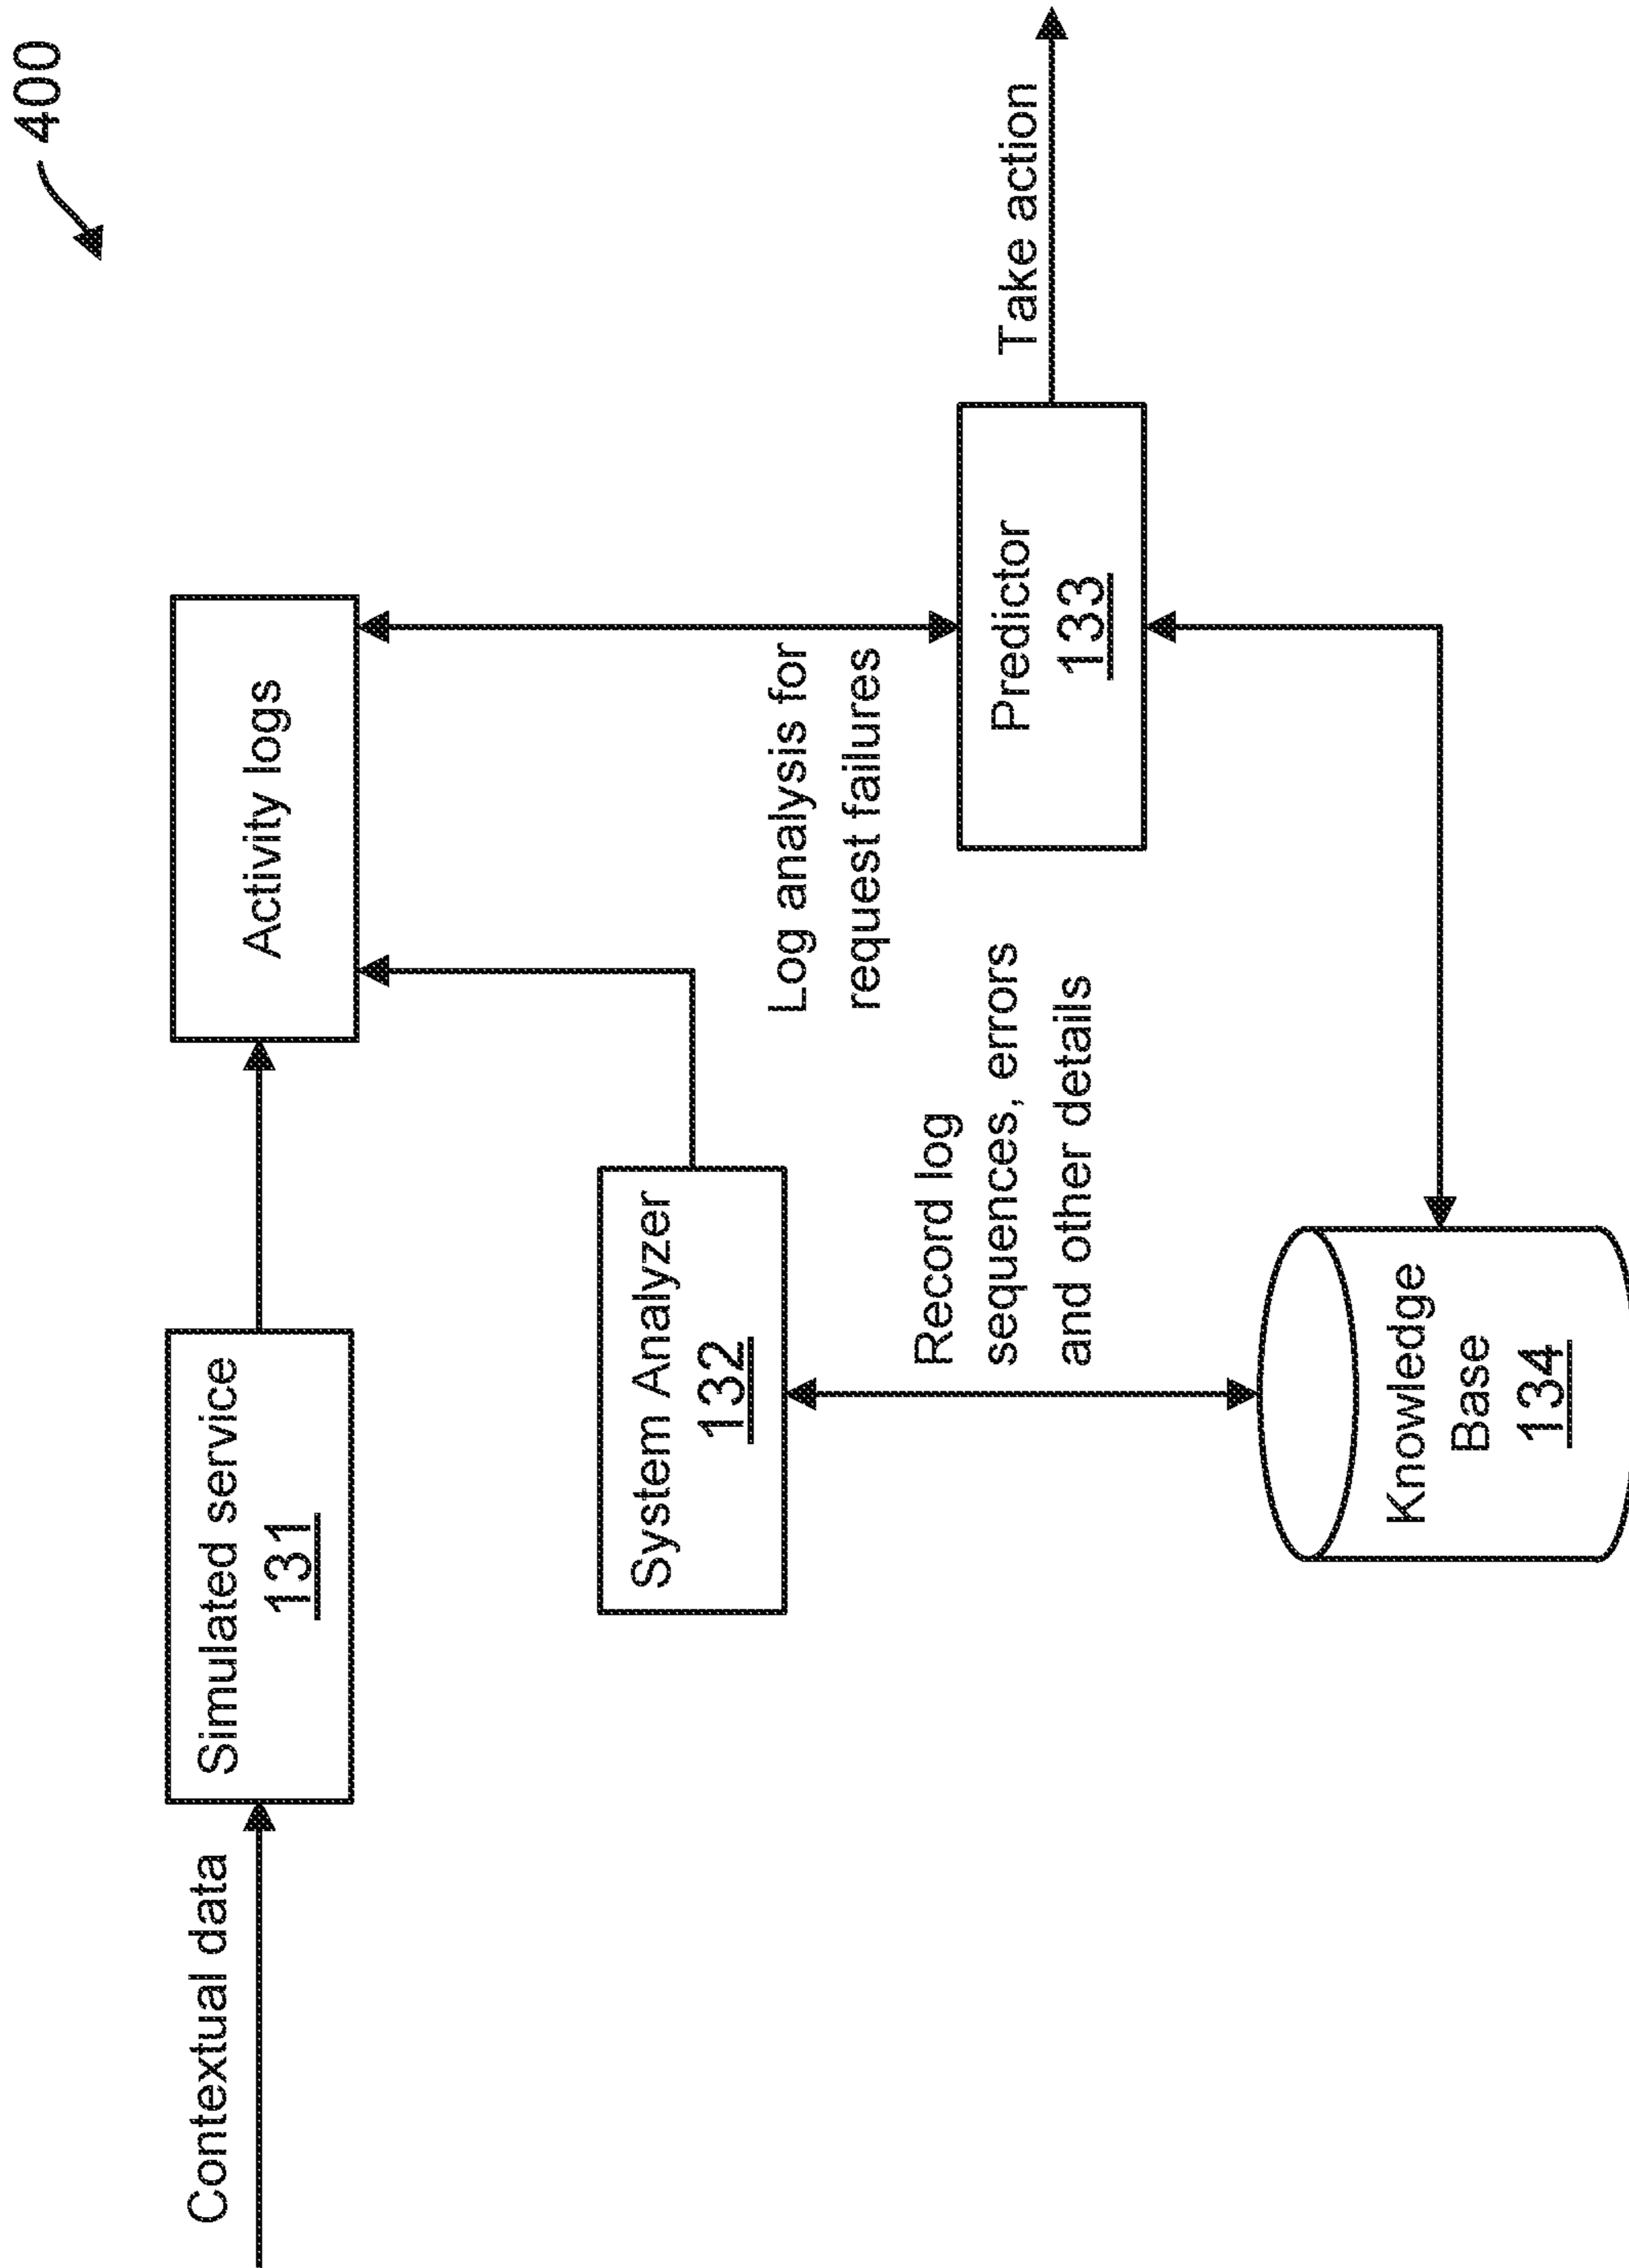 400
Contextual data
Simulated service
131
Activity logs
System Analyzer
132
Log analysis for
request failures
Record log
sequences, errors
and other details
Predictor
133
Take action
Knowledge
Base
134